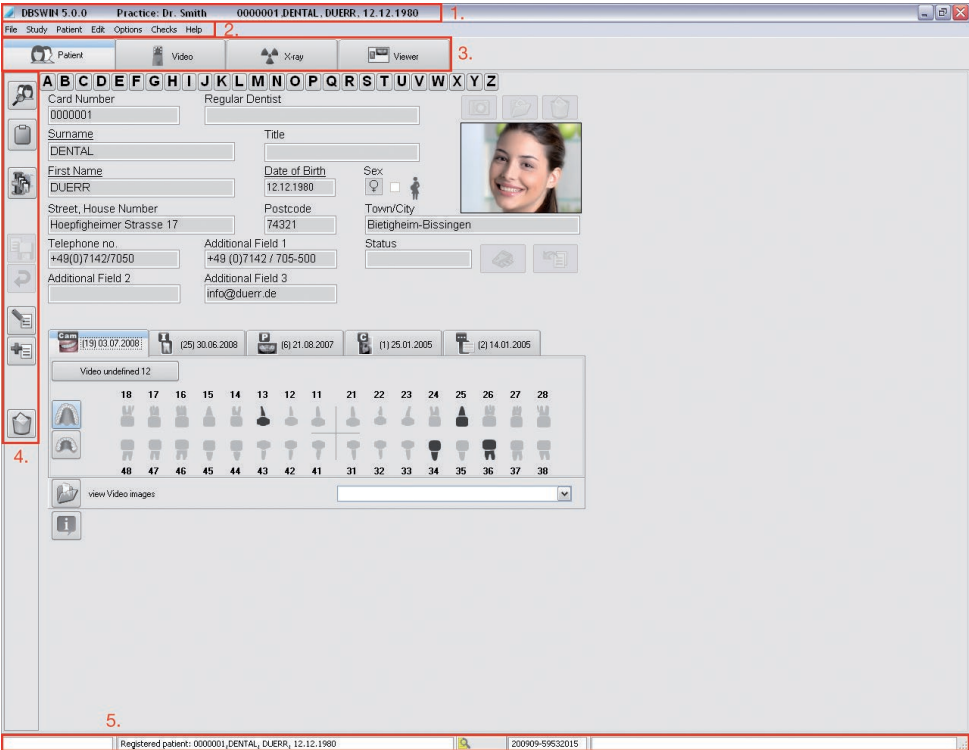 DBSWIN 5.0.0 Practice: Dr. Smith 0000001,DENTAL, DUERR, 12.12.1980 1.
File Study Patient Edit Options Checks Help 2.
Patient Video X-ray Viewer 3.
A B C D E F G H I J K L M N O P Q R S T U V W X Y Z
Card Number Regular Dentist
0000001
Surname Title
DENTAL
First Name Date of Birth Sex
DUERR 12.12.1980
Street, House Number Postcode Town/City
Hoepfigheimer Strasse 17 74321 Bietigheim-Bissingen
Telephone no. Additional Field 1 Status
+49(0)7142/7050 +49 (0)7142 / 705-500
Additional Field 2 Additional Field 3
info@duerr.de
Cam (19) 03.07.2008 I (25) 30.06.2008 P (6) 21.08.2007 C (1) 25.01.2005 (2) 14.01.2005
Video undefined 12
18 17 16 15 14 13 12 11 21 22 23 24 25 26 27 28
48 47 46 45 44 43 42 41 31 32 33 34 35 36 37 38
4.
view Video images
5.
Registered patient: 0000001,DENTAL, DUERR, 12.12.1980 200909-59532015